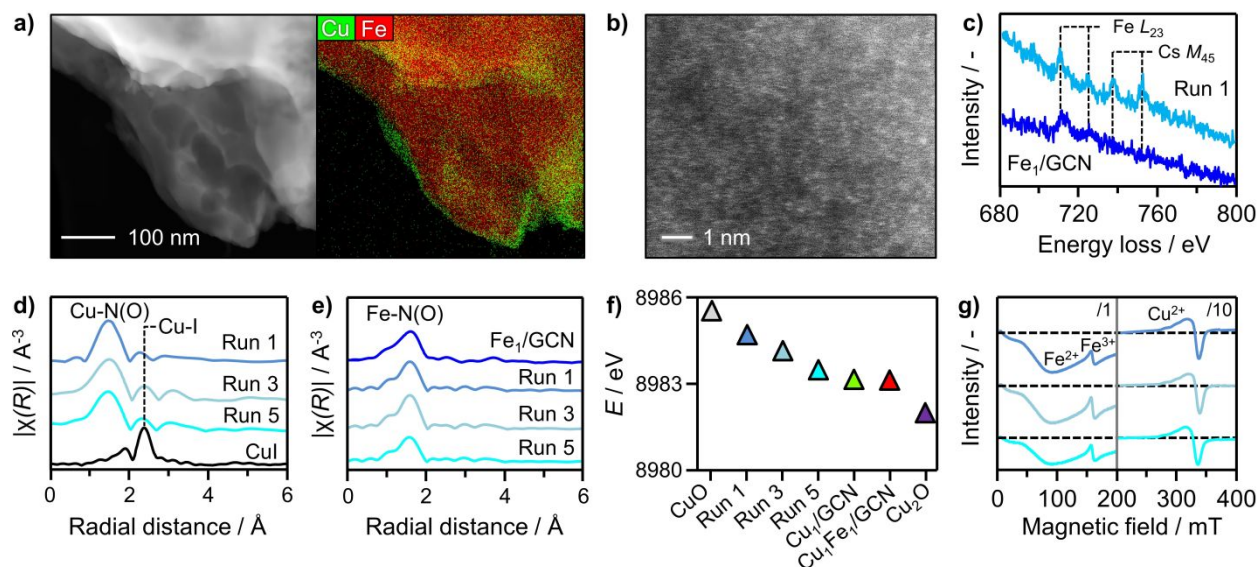 a)
Cu Fe
100 nm
b)
1 nm
c)
Intensity / -
Fe L₂₃
Cs M₄₅
Run 1
Fe₁/GCN
680 720 760 800
Energy loss / eV
d)
|χ(R)| / Å⁻³
Cu-N(O)
Cu-I
Run 1
Run 3
Run 5
CuI
0 2 4 6
Radial distance / Å
e)
|χ(R)| / Å⁻³
Fe-N(O)
Fe₁/GCN
Run 1
Run 3
Run 5
0 2 4 6
Radial distance / Å
f)
E / eV
8986
8983
8980
CuO
Run 1
Run 3
Run 5
Cu₁/GCN
Cu₁Fe₁/GCN
Cu₂O
g)
Intensity / -
/1
/10
Cu²⁺
Fe²⁺
Fe³⁺
0 100 200 300 400
Magnetic field / mT